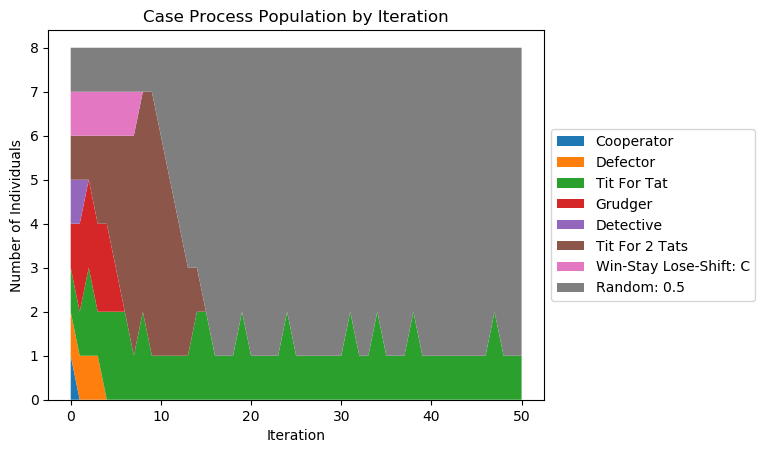 Case Process Population by Iteration
Number of Individuals
8
7
6
5
4
3
2
1
0
0 10 20 30 40 50
Iteration
Cooperator
Defector
Tit For Tat
Grudger
Detective
Tit For 2 Tats
Win-Stay Lose-Shift: C
Random: 0.5